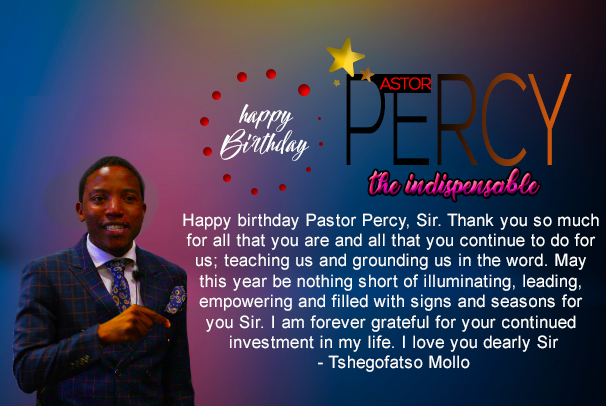 happy
Birthday
PASTOR
PERCY
the indispensable
Happy birthday Pastor Percy, Sir. Thank you so much
for all that you are and all that you continue to do for
us; teaching us and grounding us in the word. May
this year be nothing short of illuminating, leading,
empowering and filled with signs and seasons for
you Sir. I am forever grateful for your continued
investment in my life. I love you dearly Sir
- Tshegofatso Mollo